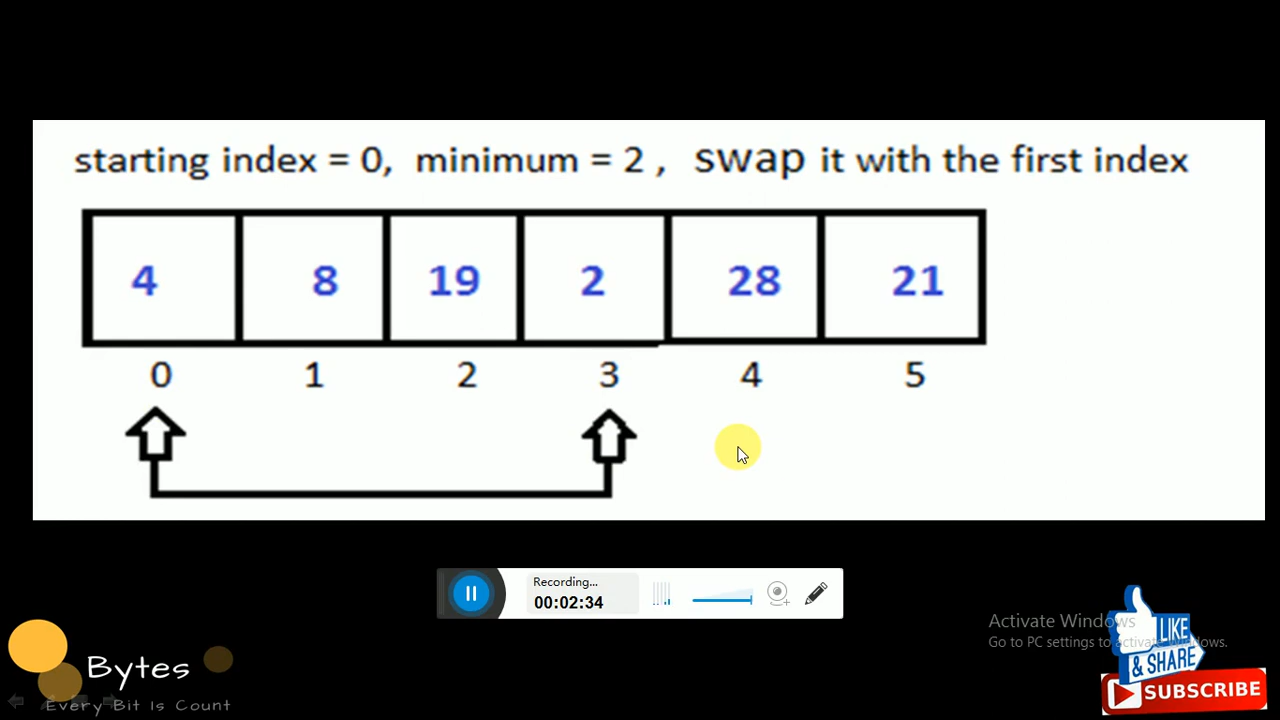 starting index = 0, minimum = 2 , swap it with the first index
4 8 19 2 28 21
0 1 2 3 4 5
Recording...
00:02:34
Activate Windows
Go to PC settings to activate Windows.
LIKE
& SHARE
SUBSCRIBE
Bytes
Every Bit Is Count